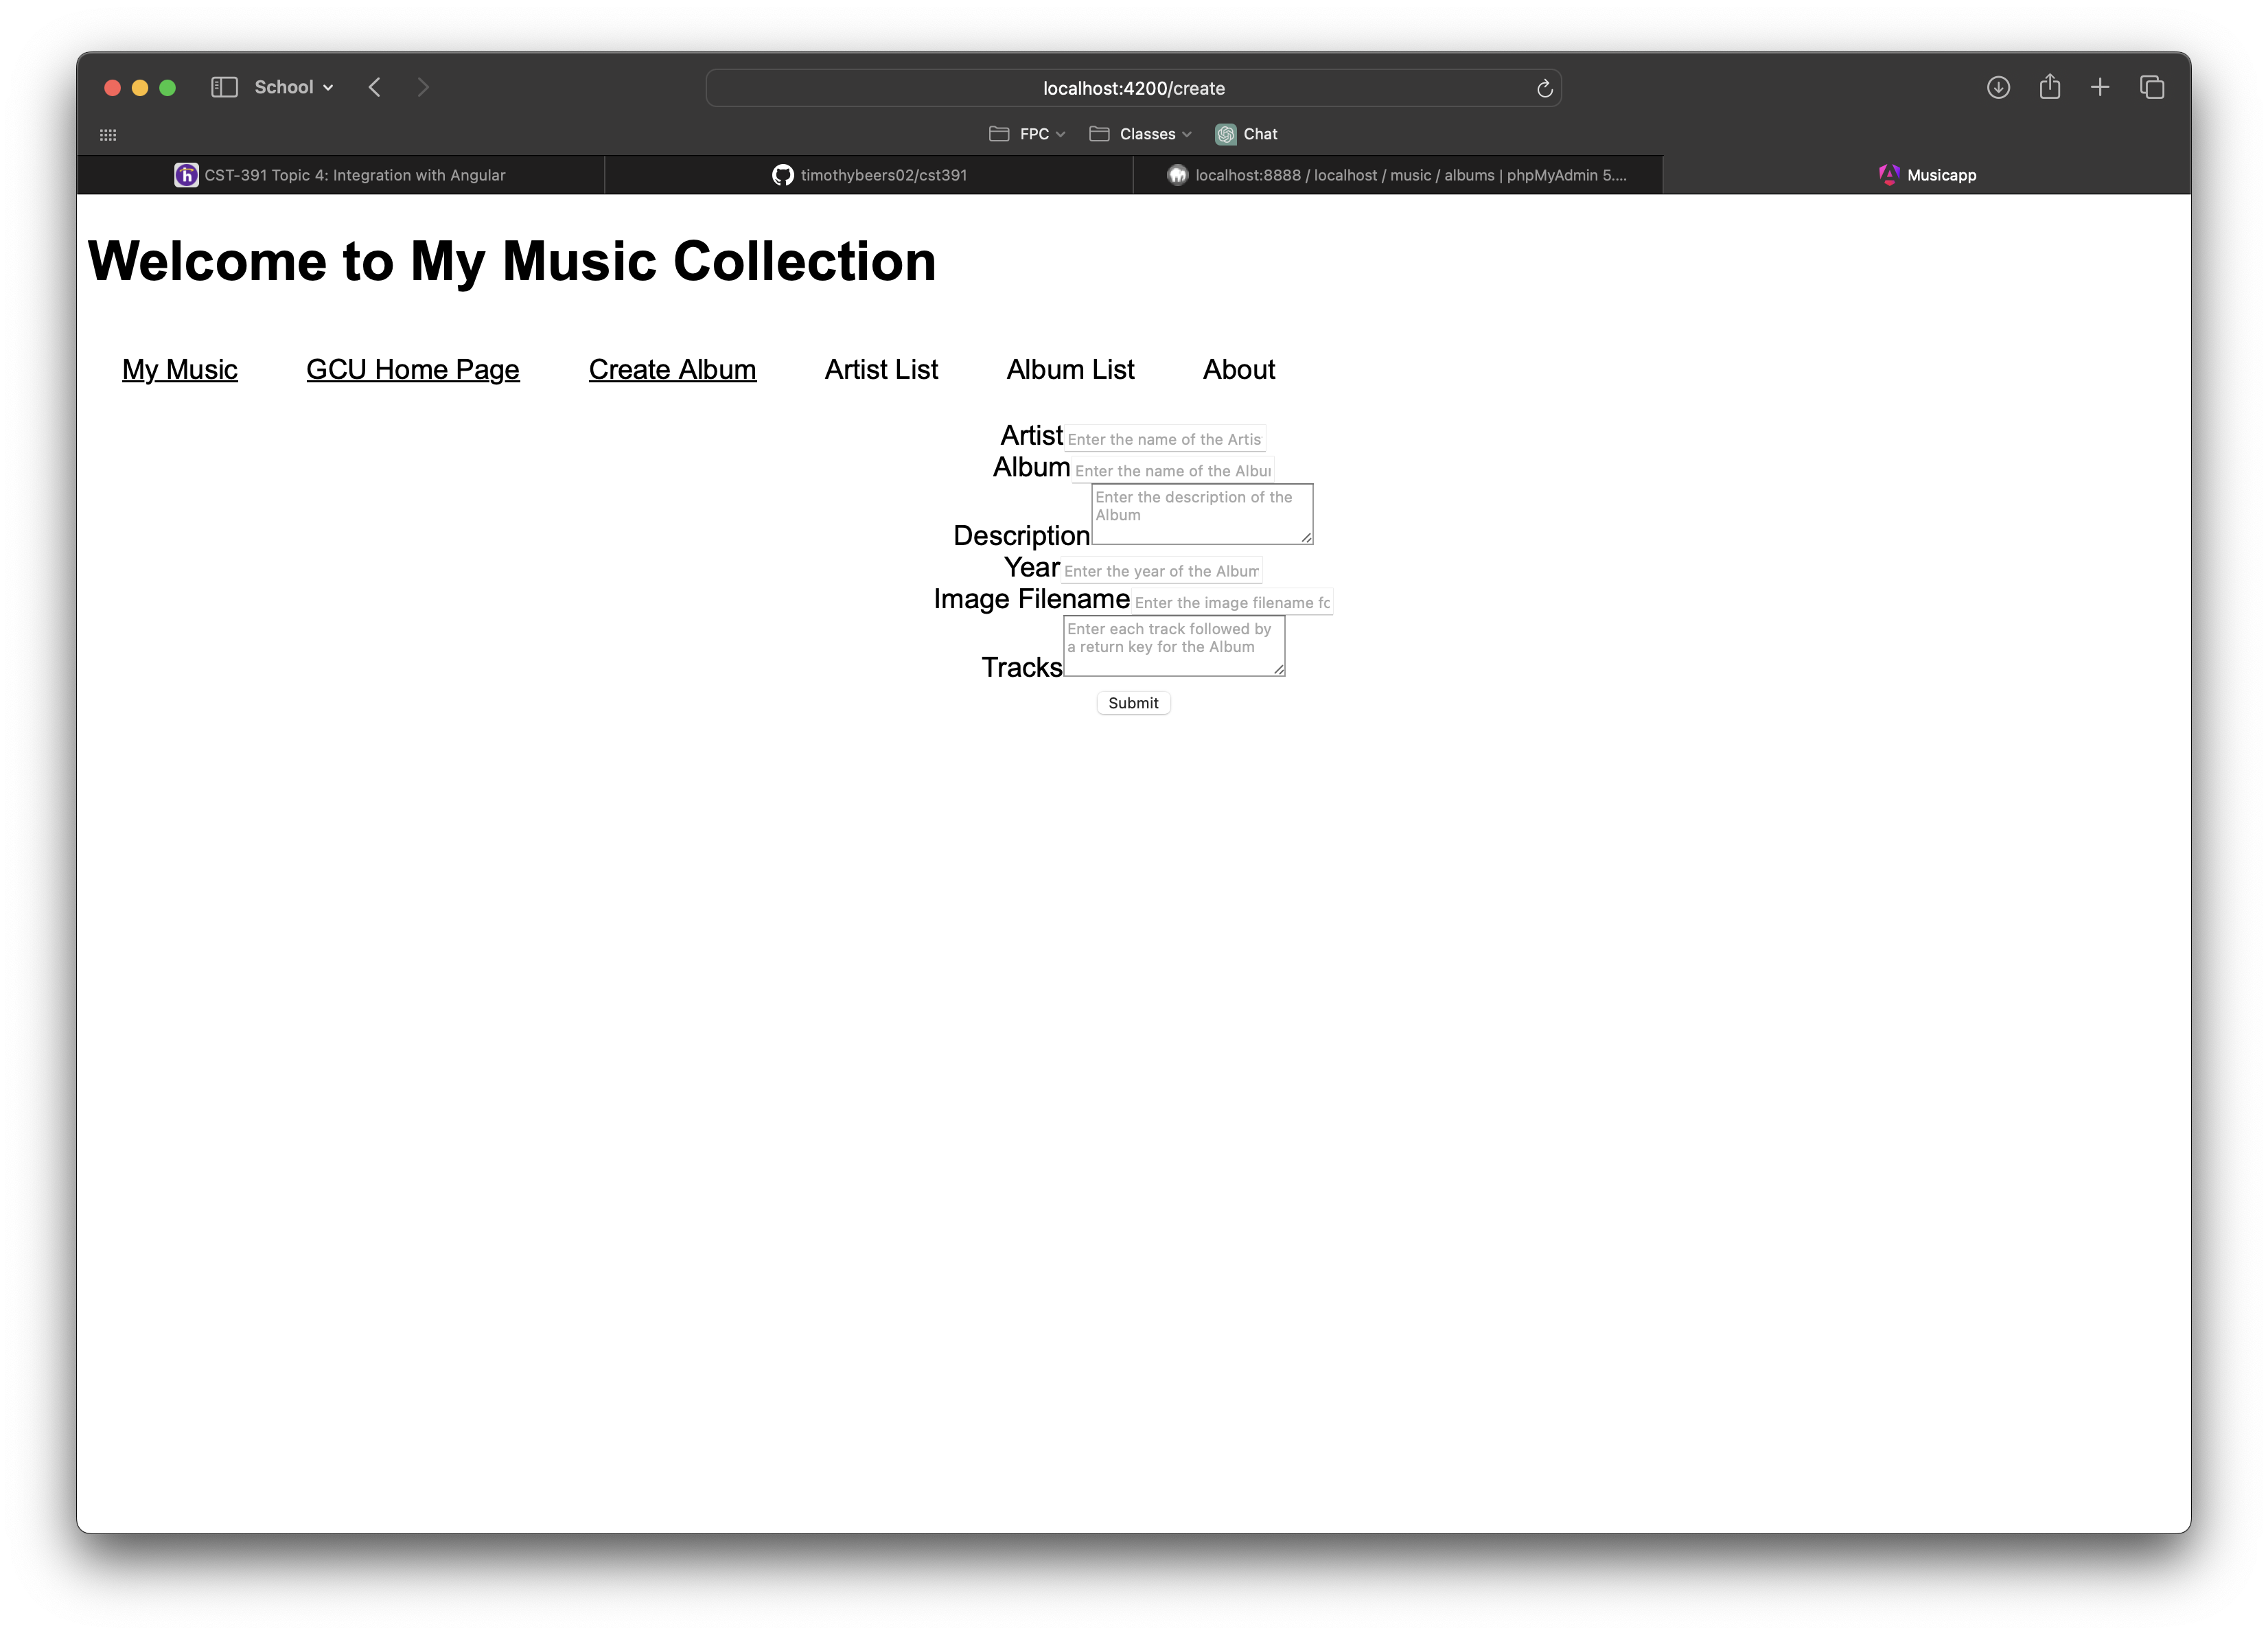 School
localhost:4200/create
FPC Classes Chat
CST-391 Topic 4: Integration with Angular timothybeers02/cst391 localhost:8888 / localhost / music / albums | phpMyAdmin 5.... Musicapp
Welcome to My Music Collection
My Music GCU Home Page Create Album Artist List Album List About
Artist Enter the name of the Artis
Album Enter the name of the Albu
Enter the description of the
Album
Description
Year Enter the year of the Album
Image Filename Enter the image filename fo
Enter each track followed by
a return key for the Album
Tracks
Submit